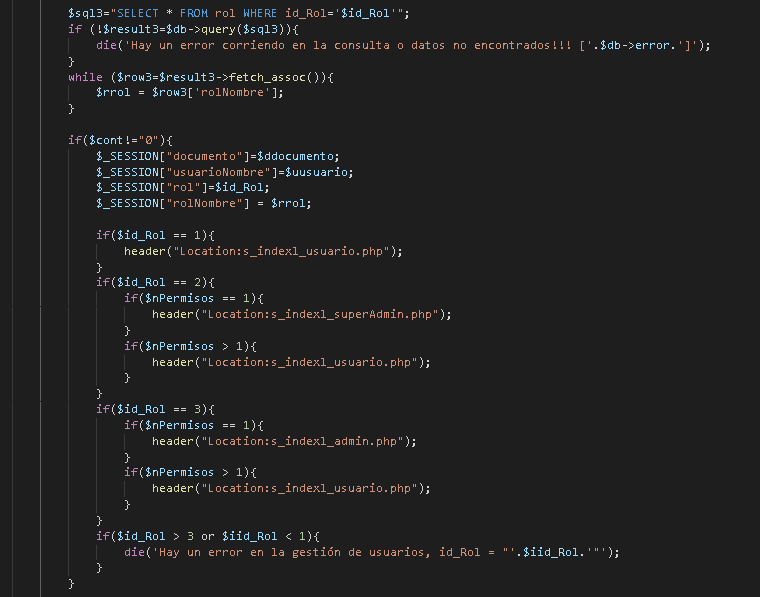 $sql3="SELECT * FROM rol WHERE id_Rol='$id_Rol'";
if (!$result3=$db->query($sql3)){
die('Hay un error corriendo en la consulta o datos no encontrados!!! ['.$db->error.']');
}
while ($row3=$result3->fetch_assoc()){
$rrol = $row3['rolNombre'];
}
if($cont!="0"){
$_SESSION["documento"]=$ddocumento;
$_SESSION["usuarioNombre"]=$uusuario;
$_SESSION["rol"]=$id_Rol;
$_SESSION["rolNombre"] = $rrol;
if($id_Rol == 1){
header("Location:s_index1_usuario.php");
}
if($id_Rol == 2){
if($nPermisos == 1){
header("Location:s_index1_superAdmin.php");
}
if($nPermisos > 1){
header("Location:s_index1_usuario.php");
}
}
if($id_Rol == 3){
if($nPermisos == 1){
header("Location:s_index1_admin.php");
}
if($nPermisos > 1){
header("Location:s_index1_usuario.php");
}
}
if($id_Rol > 3 or $iid_Rol < 1){
die('Hay un error en la gestión de usuarios, id_Rol = "'.$iid_Rol.'"');
}
}